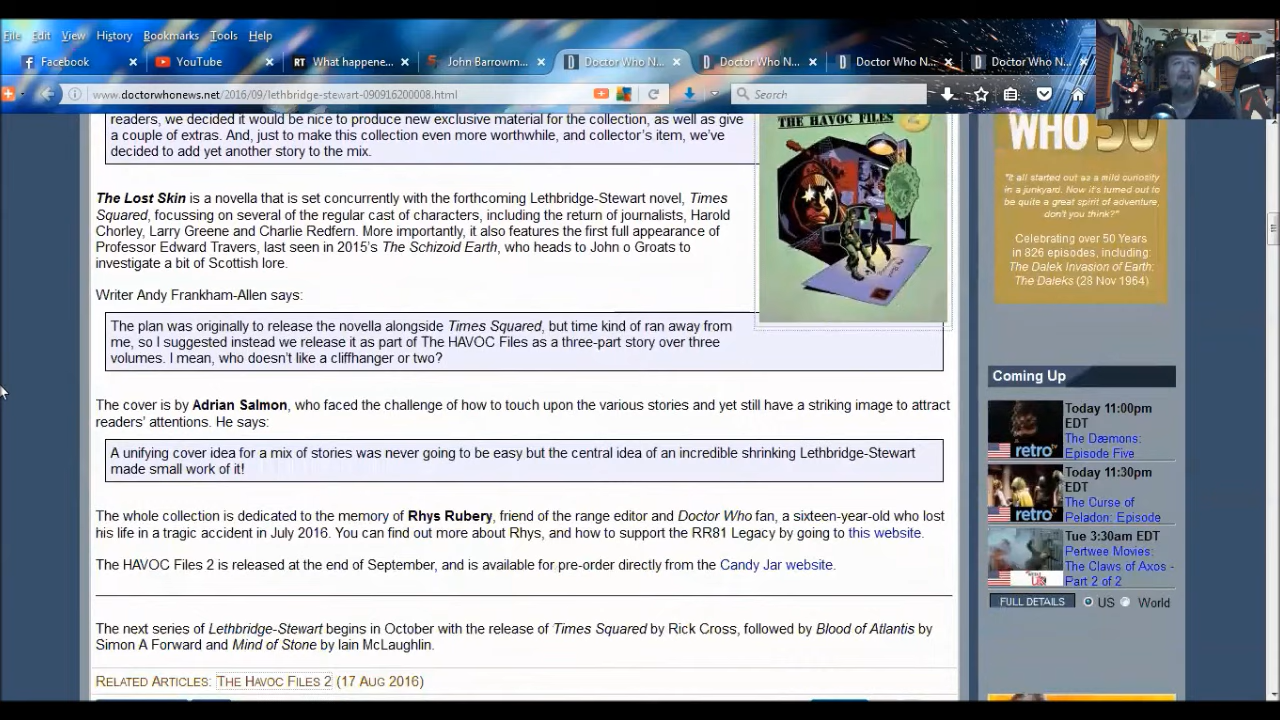 File Edit View History Bookmarks Tools Help
Facebook YouTube RT What happene... John Barrowm... Doctor Who N... Doctor Who N... Doctor Who N... Doctor Who N...
www.doctorwhonews.net/2016/09/lethbridge-stewart-090916200008.html Search
readers, we decided it would be nice to produce new exclusive material for the collection, as well as give
a couple of extras. And, just to make this collection even more worthwhile, and collector's item, we've
decided to add yet another story to the mix.
THE HAVOC FILES 2
The Lost Skin is a novella that is set concurrently with the forthcoming Lethbridge-Stewart novel, Times
Squared, focussing on several of the regular cast of characters, including the return of journalists, Harold
Chorley, Larry Greene and Charlie Redfern. More importantly, it also features the first full appearance of
Professor Edward Travers, last seen in 2015's The Schizoid Earth, who heads to John o Groats to
investigate a bit of Scottish lore.
Writer Andy Frankham-Allen says:
The plan was originally to release the novella alongside Times Squared, but time kind of ran away from
me, so I suggested instead we release it as part of The HAVOC Files as a three-part story over three
volumes. I mean, who doesn't like a cliffhanger or two?
The cover is by Adrian Salmon, who faced the challenge of how to touch upon the various stories and yet still have a striking image to attract
readers' attentions. He says:
A unifying cover idea for a mix of stories was never going to be easy but the central idea of an incredible shrinking Lethbridge-Stewart
made small work of it!
The whole collection is dedicated to the memory of Rhys Rubery, friend of the range editor and Doctor Who fan, a sixteen-year-old who lost
his life in a tragic accident in July 2016. You can find out more about Rhys, and how to support the RR81 Legacy by going to this website.
The HAVOC Files 2 is released at the end of September, and is available for pre-order directly from the Candy Jar website.
The next series of Lethbridge-Stewart begins in October with the release of Times Squared by Rick Cross, followed by Blood of Atlantis by
Simon A Forward and Mind of Stone by Iain McLaughlin.
RELATED ARTICLES: THE HAVOC FILES 2 (17 AUG 2016)
WHO 50
"It all started out as a mild curiosity
in a junkyard. Now it's turned out to
be quite a great spirit of adventure,
don't you think?"
Celebrating over 50 Years
in 826 episodes, including:
The Dalek Invasion of Earth:
The Daleks (28 Nov 1964)
Coming Up
Today 11:00pm
EDT
The Dæmons:
Episode Five
retro tv
Today 11:30pm
EDT
The Curse of
Peladon: Episode
retro tv
Tue 3:30am EDT
Pertwee Movies:
The Claws of Axos -
Part 2 of 2
FULL DETAILS US World